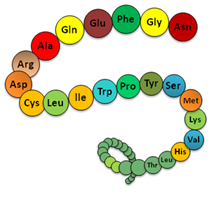 Asn
Gly
Phe
Glu
Gln
Ala
Arg
Asp
Cys
Leu
Ile
Trp
Pro
Tyr
Ser
Met
Lys
Val
His
Leu
Thr